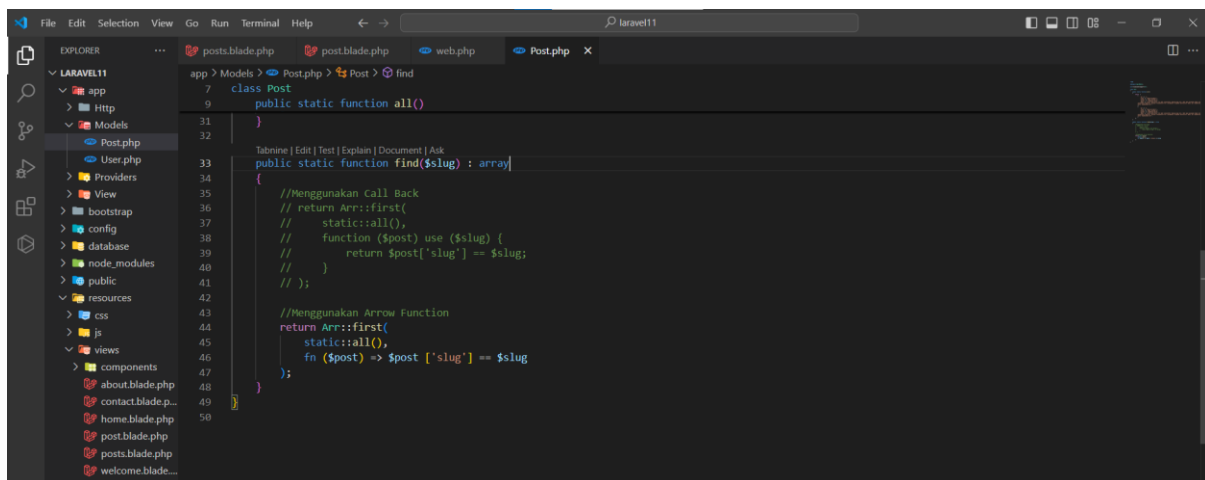 File Edit Selection View Go Run Terminal Help
laravel11
EXPLORER
posts.blade.php
post.blade.php
web.php
Post.php
LARAVEL11
app
Http
Models
Post.php
User.php
Providers
View
bootstrap
config
database
node_modules
public
resources
css
js
views
components
about.blade.php
contact.blade.p...
home.blade.php
post.blade.php
posts.blade.php
welcome.blade....
app > Models > Post.php > Post > find
7 class Post
9 public static function all()
31 }
32
Tabnine | Edit | Test | Explain | Document | Ask
33 public static function find($slug) : array
34 {
35 //Menggunakan Call Back
36 // return Arr::first(
37 // static::all(),
38 // function ($post) use ($slug) {
39 // return $post['slug'] == $slug;
40 // }
41 // );
42
43 //Menggunakan Arrow Function
44 return Arr::first(
45 static::all(),
46 fn ($post) => $post ['slug'] == $slug
47 );
48 }
49 }
50